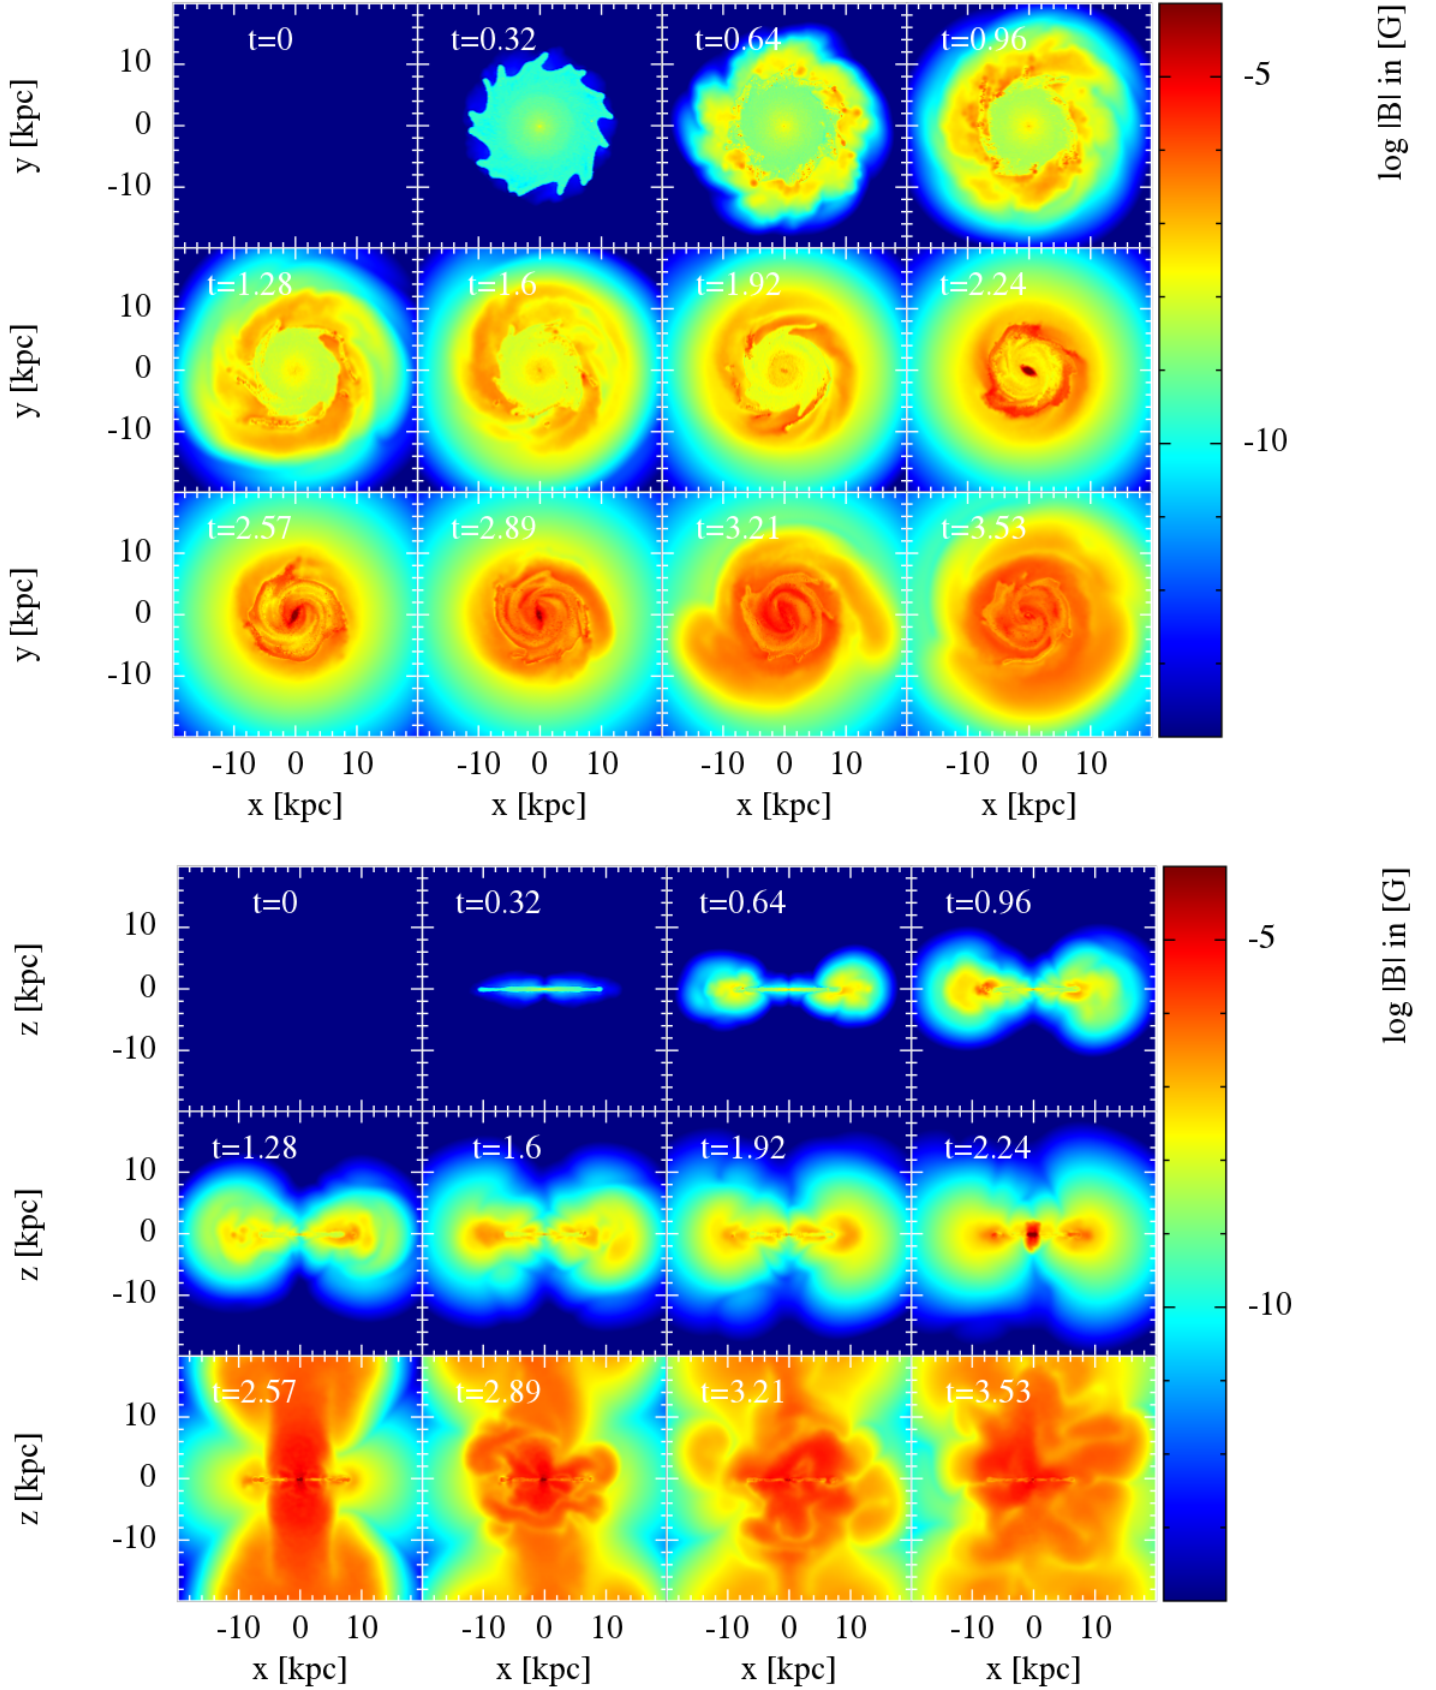 t=0 t=0.32 t=0.64 t=0.96
10
0
-10
y [kpc]
t=1.28 t=1.6 t=1.92 t=2.24
10
0
-10
y [kpc]
t=2.57 t=2.89 t=3.21 t=3.53
10
0
-10
y [kpc]
-10 0 10 -10 0 10 -10 0 10 -10 0 10
x [kpc] x [kpc] x [kpc] x [kpc]
-5
-10
log |B| in [G]
t=0 t=0.32 t=0.64 t=0.96
10
0
-10
z [kpc]
t=1.28 t=1.6 t=1.92 t=2.24
10
0
-10
z [kpc]
t=2.57 t=2.89 t=3.21 t=3.53
10
0
-10
z [kpc]
-10 0 10 -10 0 10 -10 0 10 -10 0 10
x [kpc] x [kpc] x [kpc] x [kpc]
-5
-10
log |B| in [G]